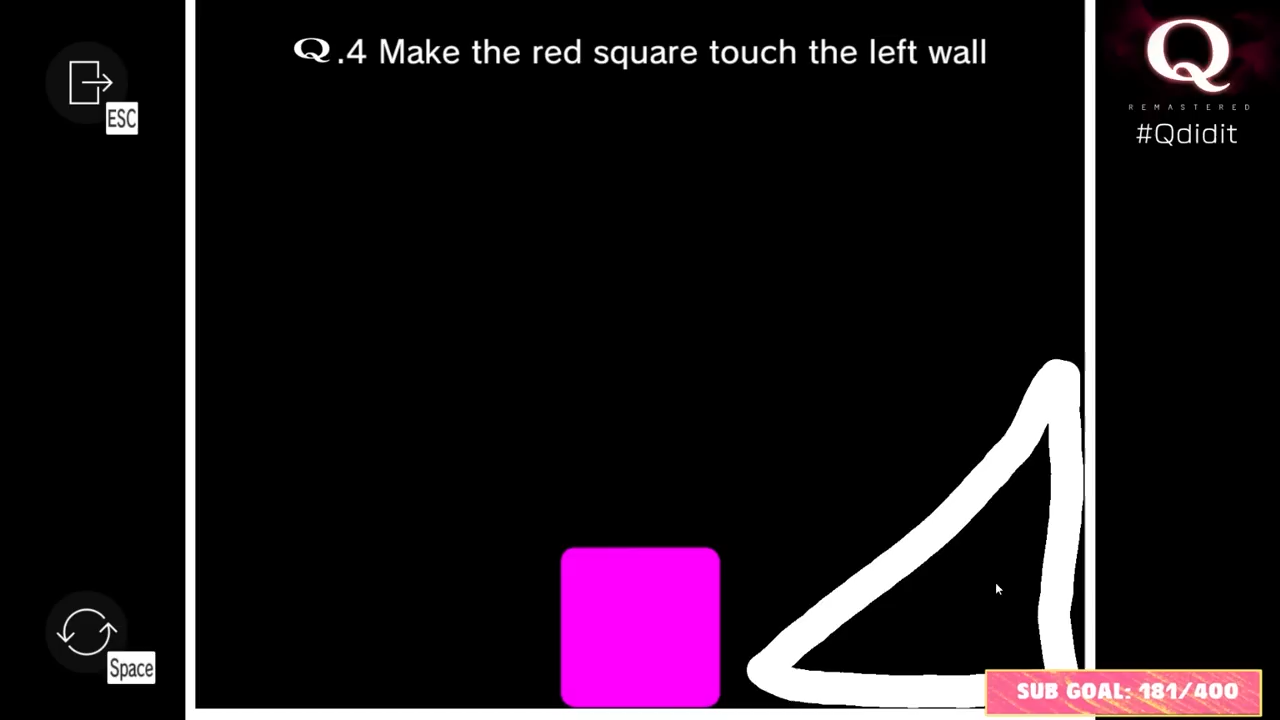 Q.4 Make the red square touch the left wall
ESC
Q
REMASTERED
#Qdidit
Space
SUB GOAL: 181/400